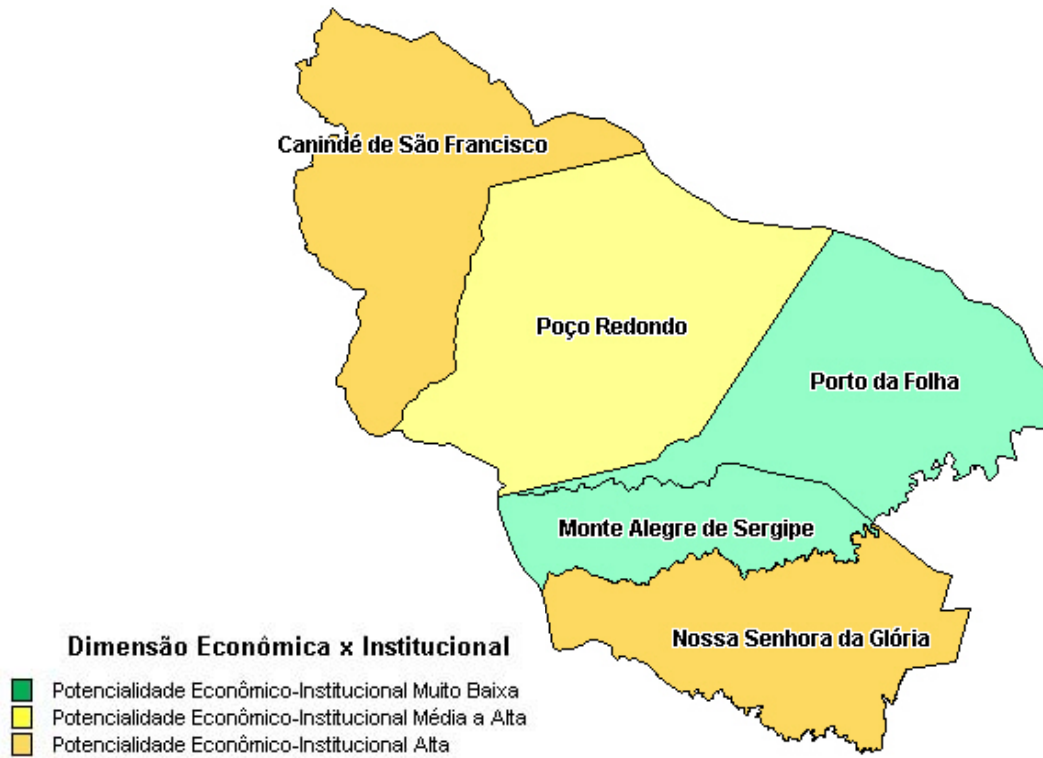 Canindé de São Francisco
Poço Redondo
Porto da Folha
Monte Alegre de Sergipe
Nossa Senhora da Glória
Dimensão Econômica x Institucional
Potencialidade Econômico-Institucional Muito Baixa
Potencialidade Econômico-Institucional Média a Alta
Potencialidade Econômico-Institucional Alta